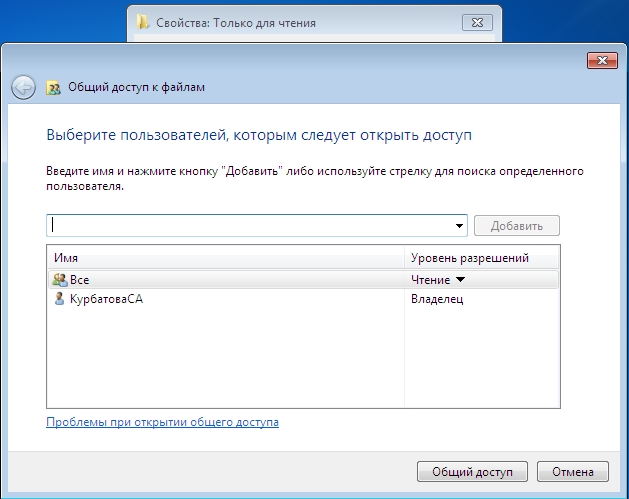 Свойства: Только для чтения
Общий доступ к файлам
Выберите пользователей, которым следует открыть доступ
Введите имя и нажмите кнопку "Добавить" либо используйте стрелку для поиска определенного
пользователя.
Добавить
Имя Уровень разрешений
Все Чтение
КурбатоваСА Владелец
Проблемы при открытии общего доступа
Общий доступ Отмена